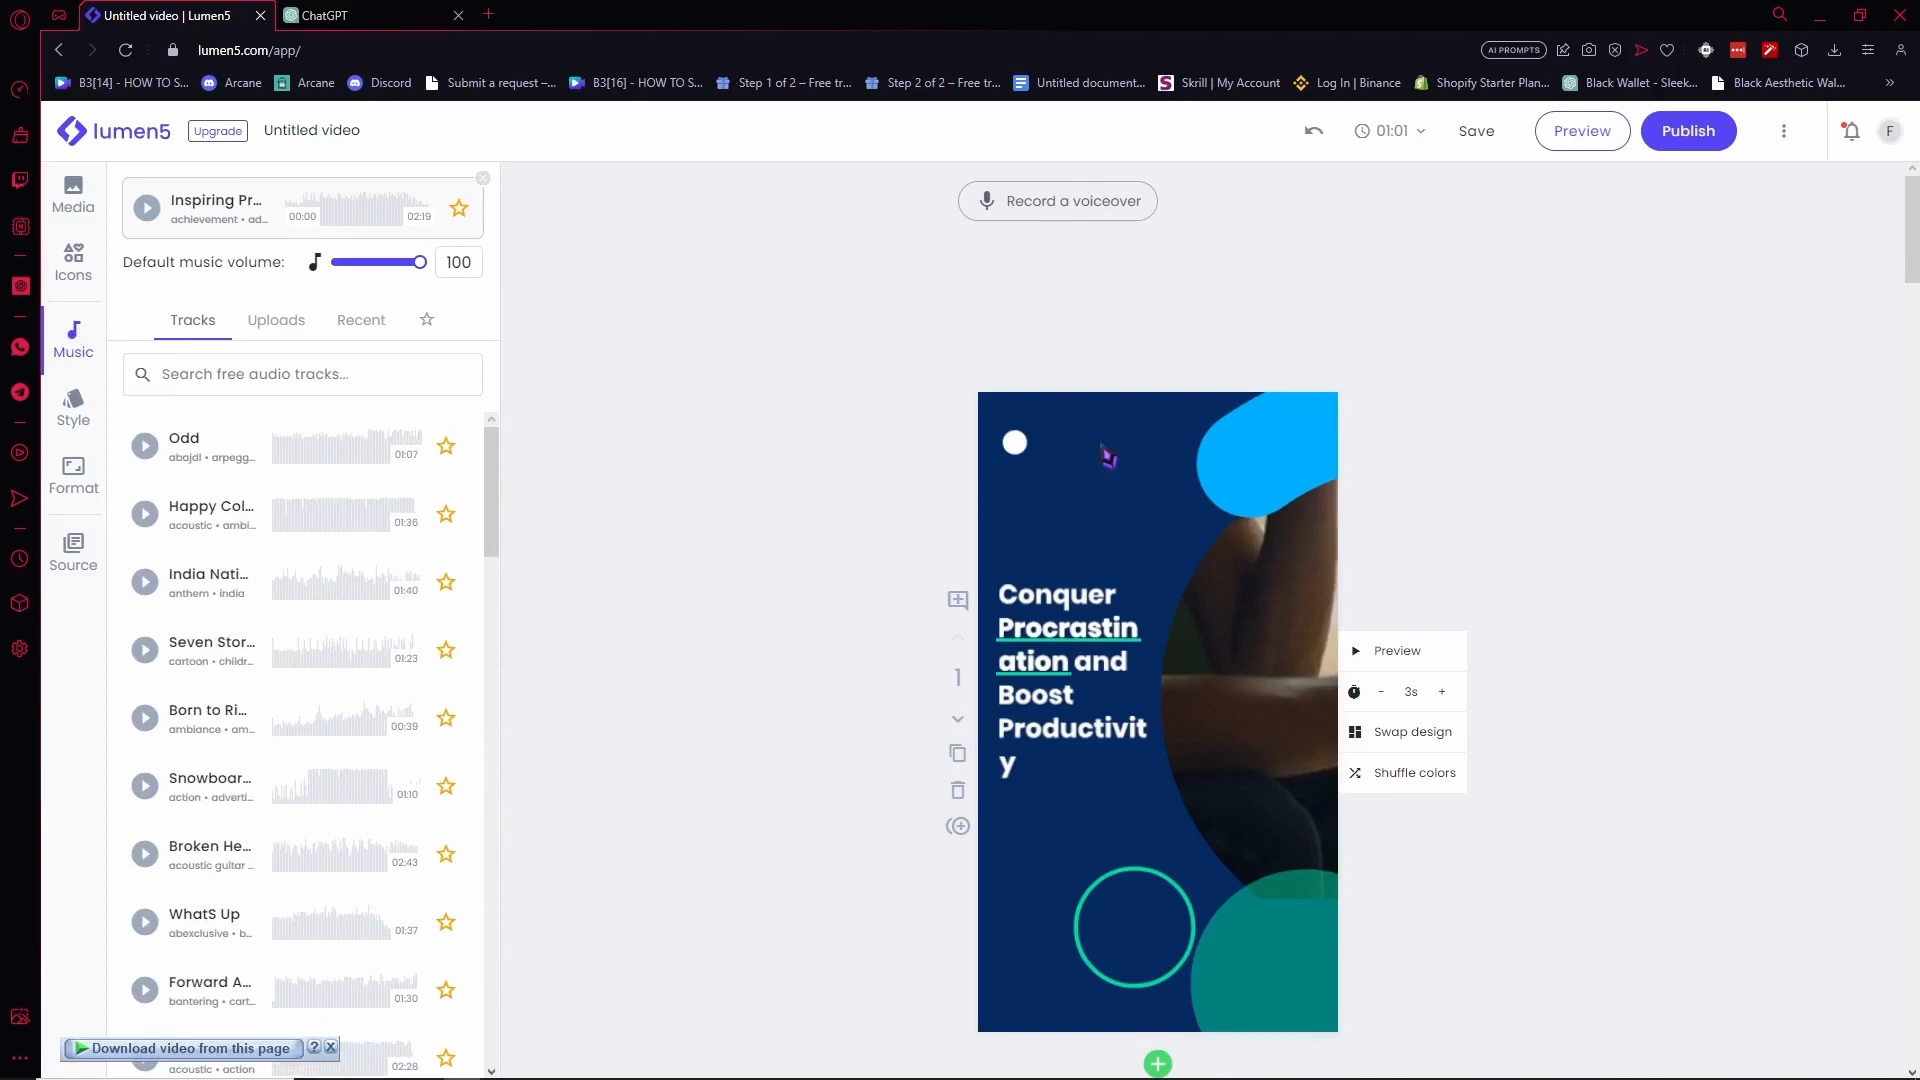 Untitled video | Lumen5
ChatGPT
lumen5.com/app/
AI PROMPTS
B3[14] - HOW TO S...
Arcane
Arcane
Discord
Submit a request –...
B3[16] - HOW TO S...
Step 1 of 2 – Free tr...
Step 2 of 2 – Free tr...
Untitled document...
Skrill | My Account
Log In | Binance
Shopify Starter Plan...
Black Wallet - Sleek...
Black Aesthetic Wal...
lumen5
Upgrade
Untitled video
01:01
Save
Preview
Publish
F
Media
Icons
Music
Style
Format
Source
Inspiring Pr...
achievement • ad...
00:00
02:19
Default music volume:
100
Tracks
Uploads
Recent
Search free audio tracks...
Odd
abajdl • arpegg...
01:07
Happy Col...
acoustic • ambi...
01:36
India Nati...
anthem • india
01:40
Seven Stor...
cartoon • childr...
01:23
Born to Ri...
ambiance • am...
00:39
Snowboar...
action • adverti...
01:10
Broken He...
acoustic guitar ...
02:43
WhatS Up
abexclusive • b...
01:37
Forward A...
bantering • cart...
01:30
acoustic • action
02:28
Download video from this page
?
X
Record a voiceover
1
Conquer
Procrastin
ation and
Boost
Productivit
y
Preview
- 3s +
Swap design
Shuffle colors